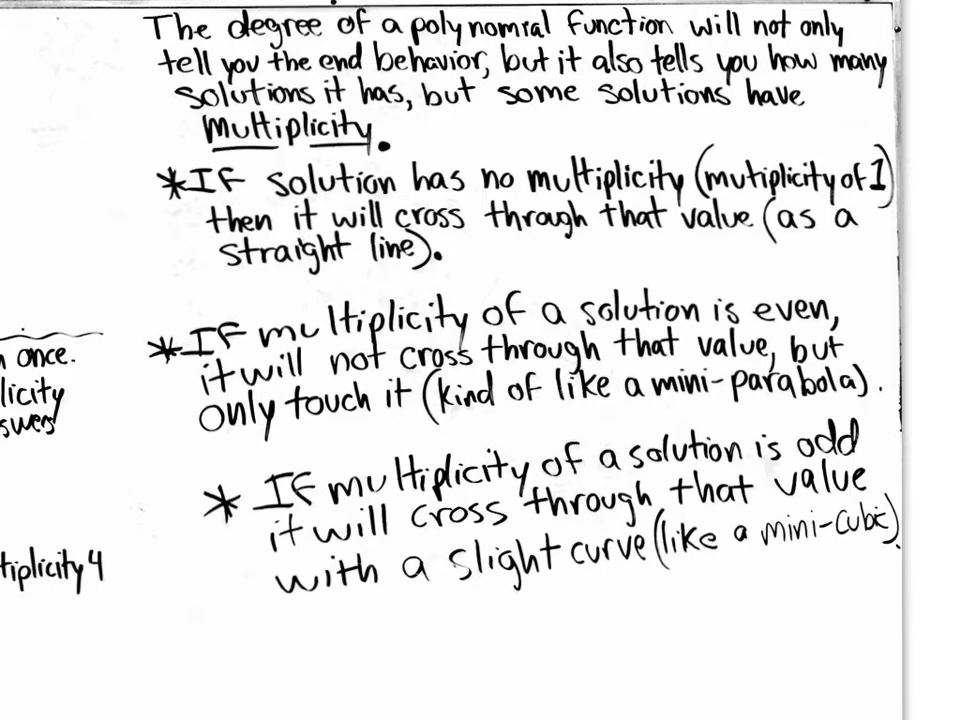 The degree of a polynomial function will not only
tell you the end behavior, but it also tells you how many
solutions it has, but some solutions have
multiplicity.
*If solution has no multiplicity (mutiplicity of 1)
then it will cross through that value (as a
straight line).
*If multiplicity of a solution is even,
it will not cross through that value, but
only touch it (kind of like a mini-parabola).
* If multiplicity of a solution is odd
it will cross through that value
with a slight curve (like a mini-cubic).
once.
licity
swers
tiplicity 4